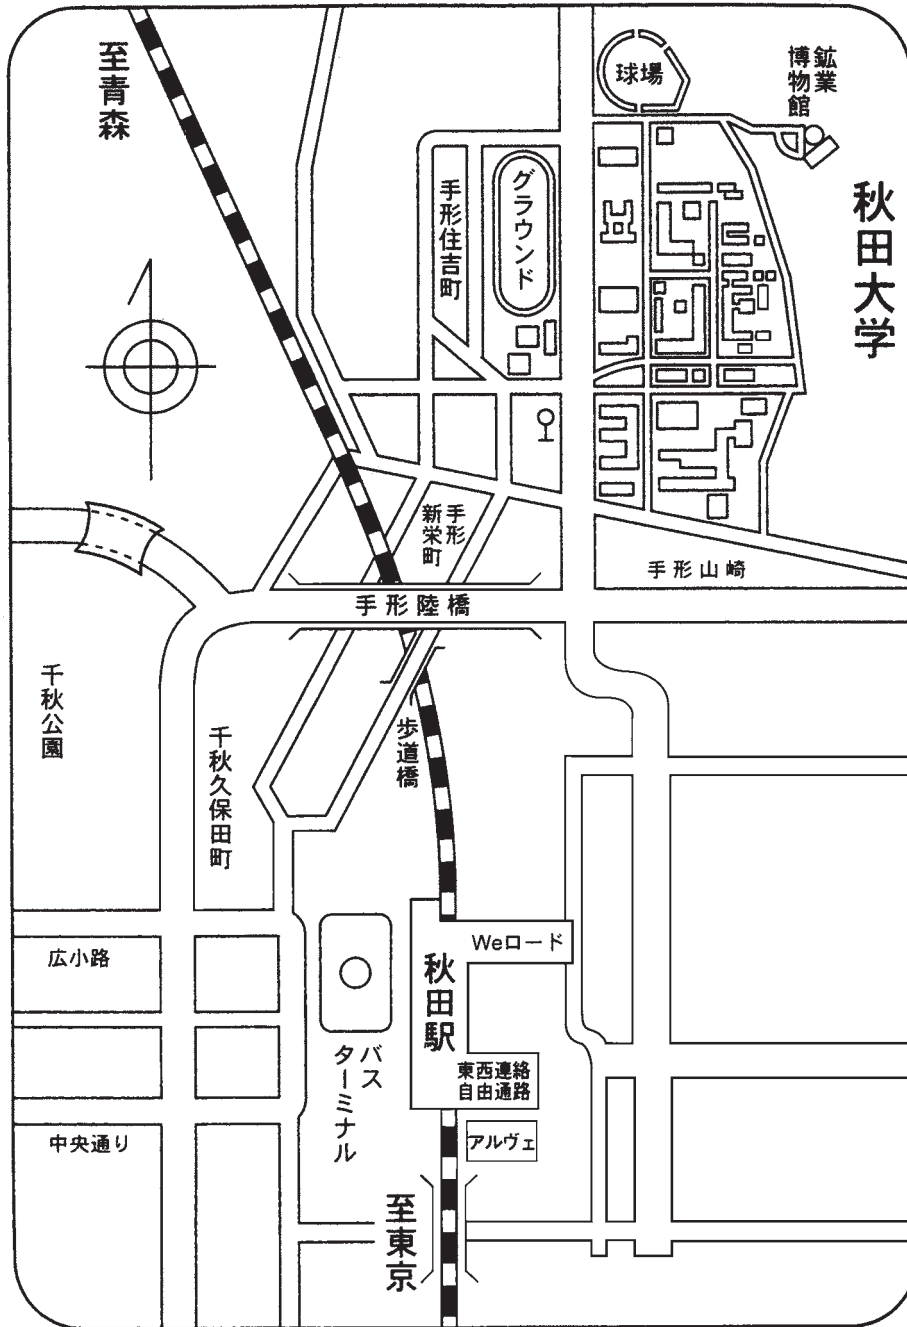 至青森
球場
鉱業
博物館
秋田大学
グラウンド
手形住吉町
手形
新栄町
手形山崎
手形陸橋
千秋公園
千秋久保田町
歩道橋
Weロード
広小路
秋田駅
バス
ターミナル
東西連絡
自由通路
アルヴェ
中央通り
至東京